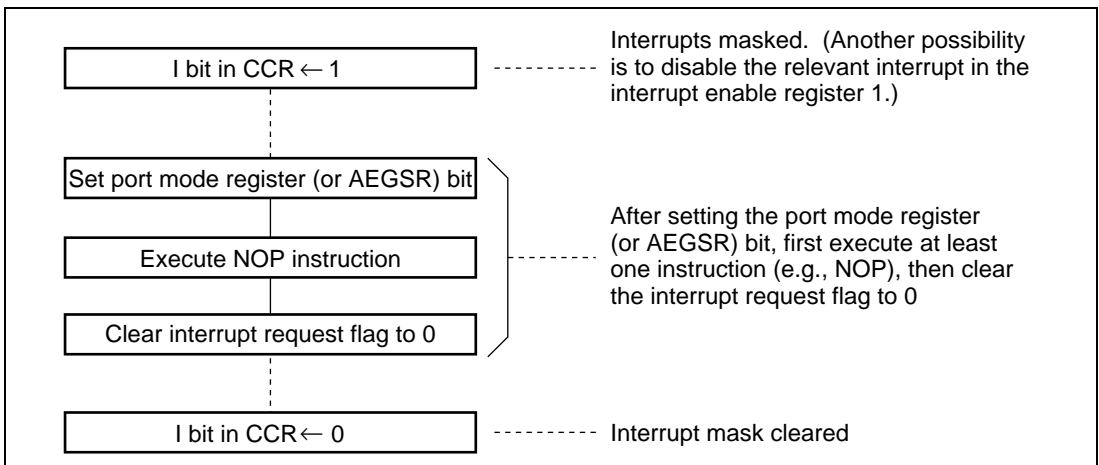 I bit in CCR ← 1
Interrupts masked. (Another possibility
is to disable the relevant interrupt in the
interrupt enable register 1.)
Set port mode register (or AEGSR) bit
Execute NOP instruction
Clear interrupt request flag to 0
After setting the port mode register
(or AEGSR) bit, first execute at least
one instruction (e.g., NOP), then clear
the interrupt request flag to 0
I bit in CCR ← 0
Interrupt mask cleared